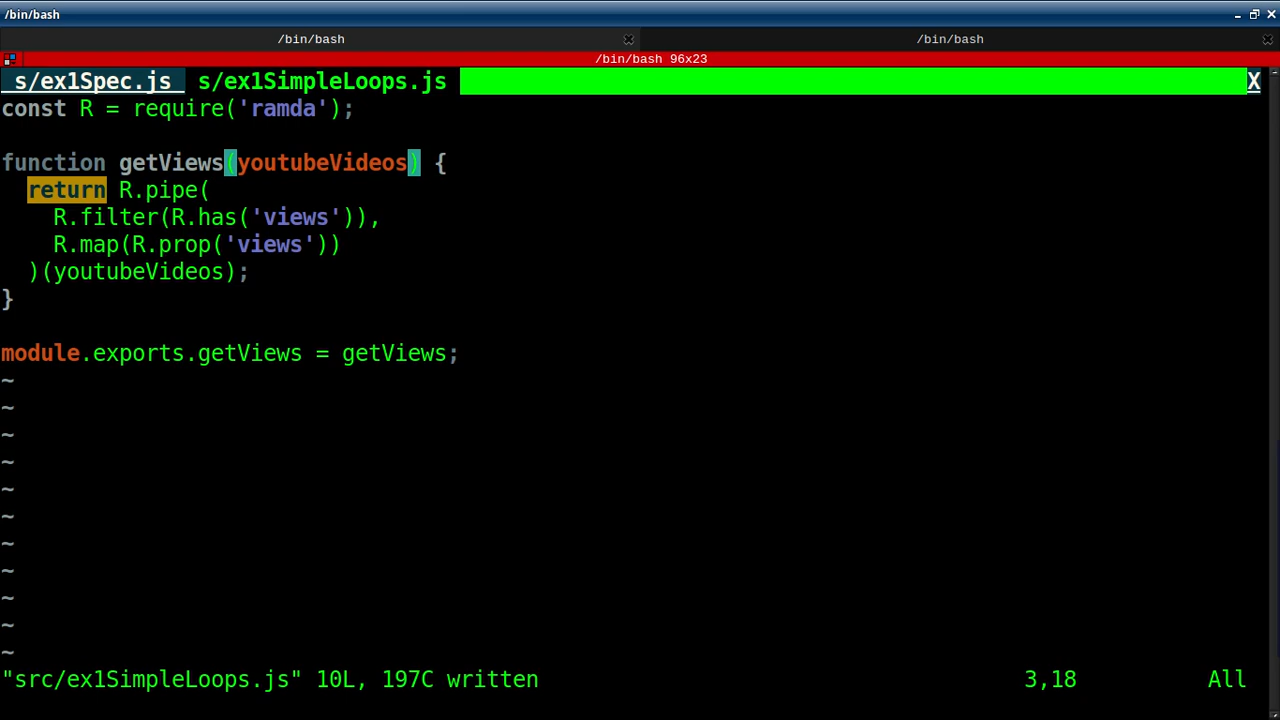 /bin/bash
/bin/bash /bin/bash
/bin/bash 96x23
s/ex1Spec.js s/ex1SimpleLoops.js X
const R = require('ramda');

function getViews(youtubeVideos) {
  return R.pipe(
    R.filter(R.has('views')),
    R.map(R.prop('views'))
  )(youtubeVideos);
}

module.exports.getViews = getViews;
~
~
~
~
~
~
~
~
~
~
~
"src/ex1SimpleLoops.js" 10L, 197C written 3,18 All